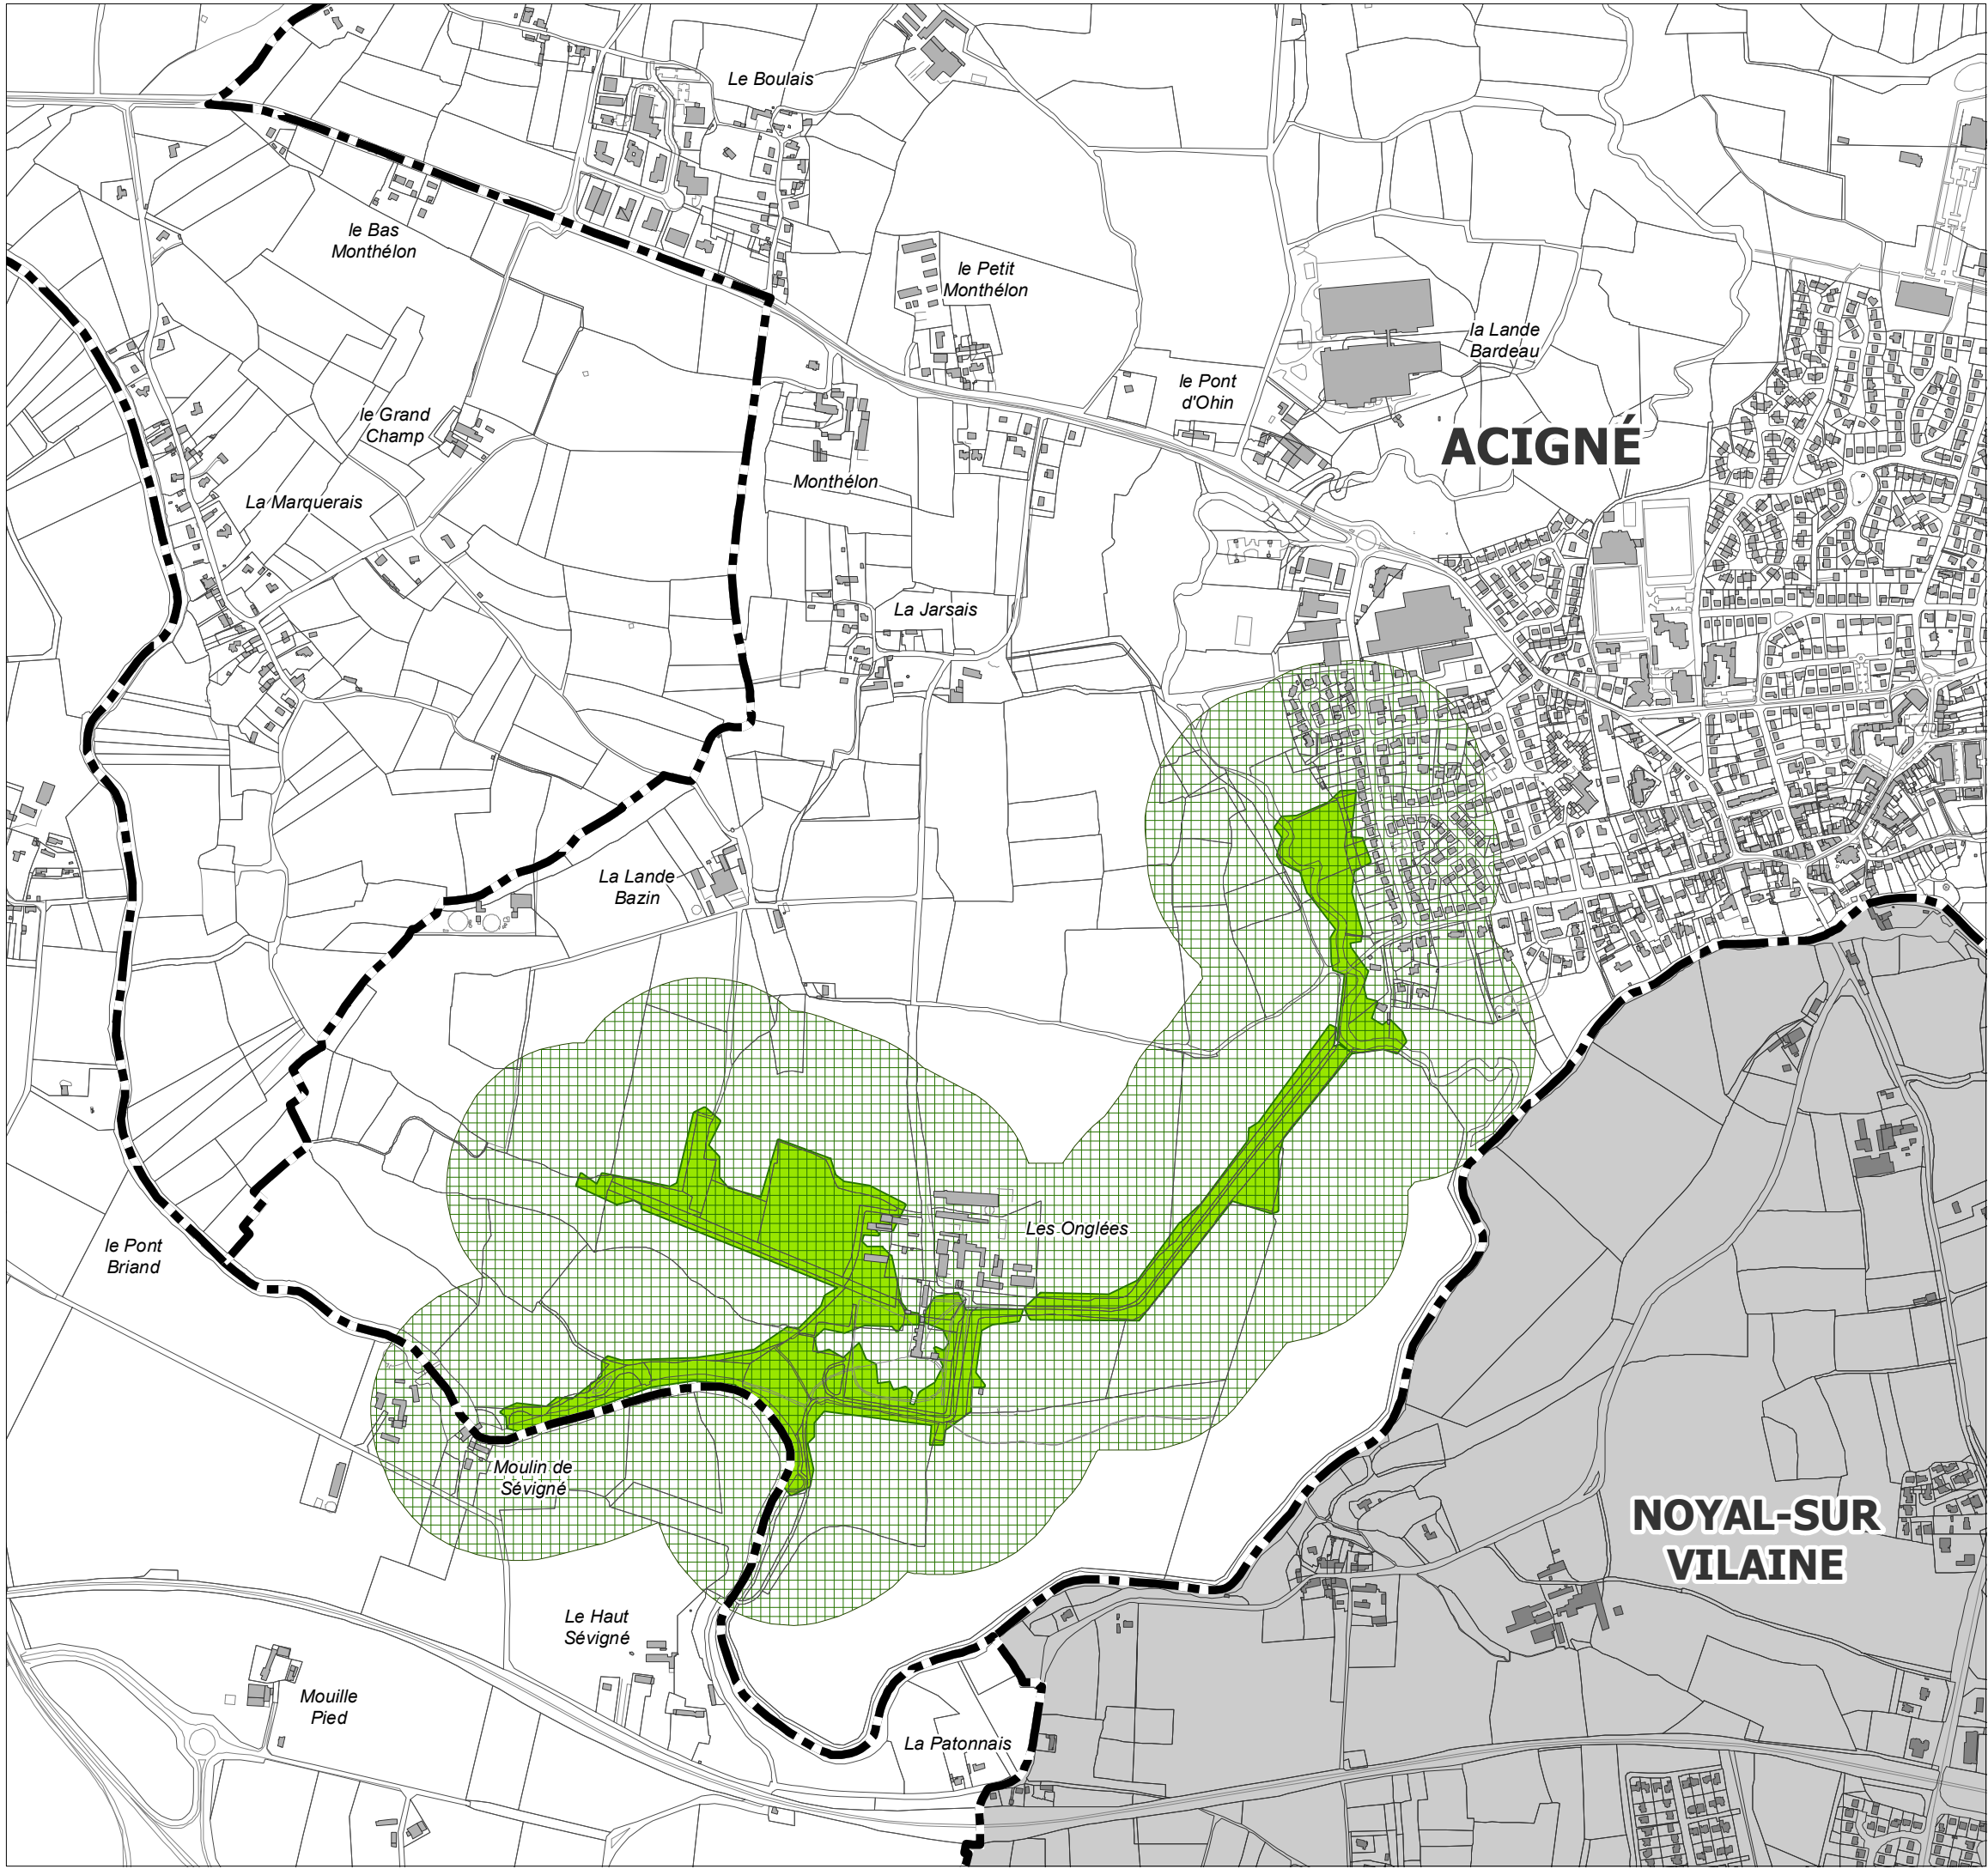 Le Boulais
le Bas
Monthélon
le Petit
Monthélon
la Lande
Bardeau
le Pont
d'Ohin
le Grand
Champ
ACIGNÉ
Monthélon
La Marquerais
La Jarsais
La Lande
Bazin
Les Onglées
le Pont
Briand
Moulin de
Sévigné
NOYAL-SUR
VILAINE
Le Haut
Sévigné
Mouille
Pied
La Patonnais